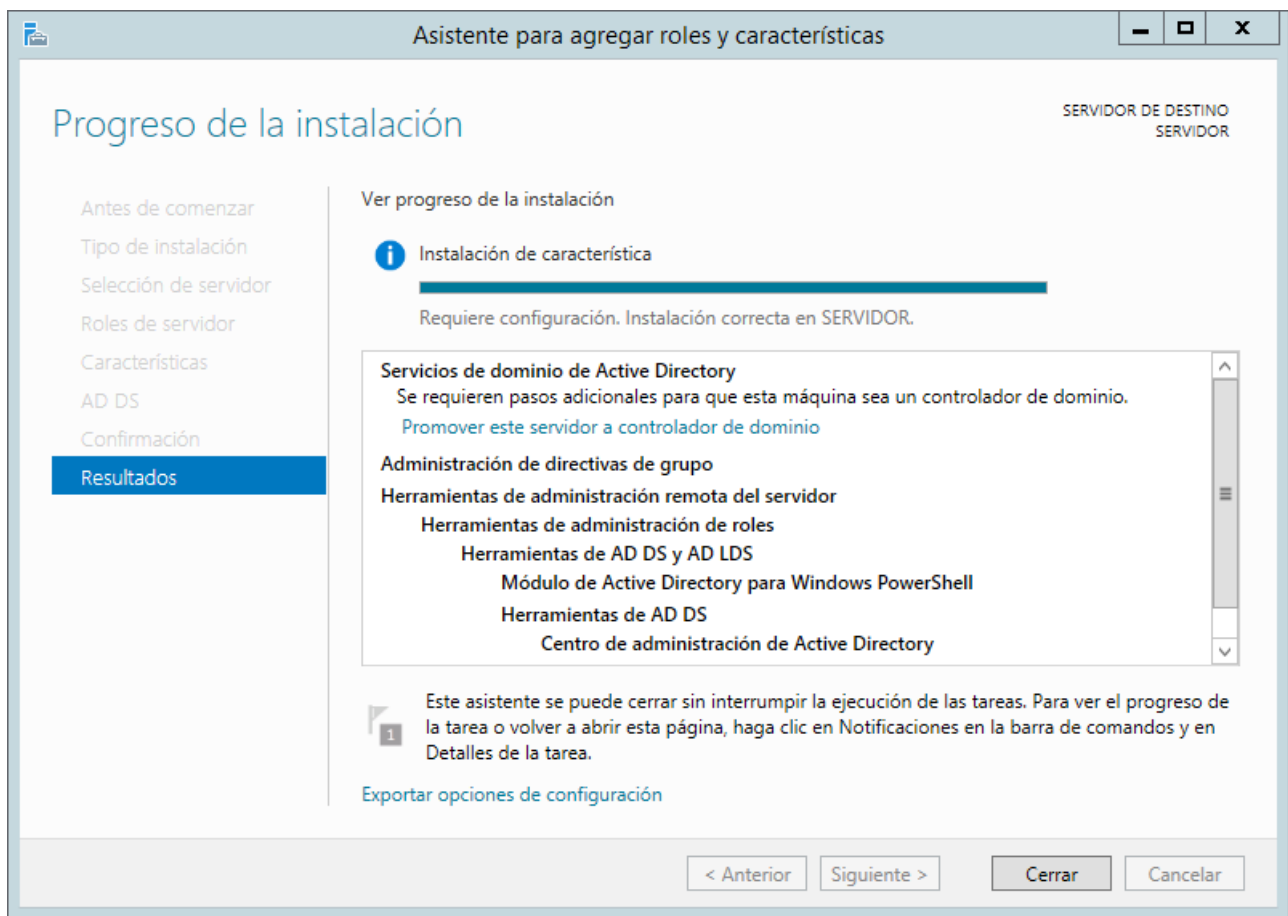 Asistente para agregar roles y características
Progreso de la instalación
SERVIDOR DE DESTINO
SERVIDOR
Antes de comenzar
Tipo de instalación
Selección de servidor
Roles de servidor
Características
AD DS
Confirmación
Resultados
Ver progreso de la instalación
Instalación de característica
Requiere configuración. Instalación correcta en SERVIDOR.
Servicios de dominio de Active Directory
Se requieren pasos adicionales para que esta máquina sea un controlador de dominio.
Promover este servidor a controlador de dominio
Administración de directivas de grupo
Herramientas de administración remota del servidor
Herramientas de administración de roles
Herramientas de AD DS y AD LDS
Módulo de Active Directory para Windows PowerShell
Herramientas de AD DS
Centro de administración de Active Directory
1
Este asistente se puede cerrar sin interrumpir la ejecución de las tareas. Para ver el progreso de
la tarea o volver a abrir esta página, haga clic en Notificaciones en la barra de comandos y en
Detalles de la tarea.
Exportar opciones de configuración
< Anterior
Siguiente >
Cerrar
Cancelar